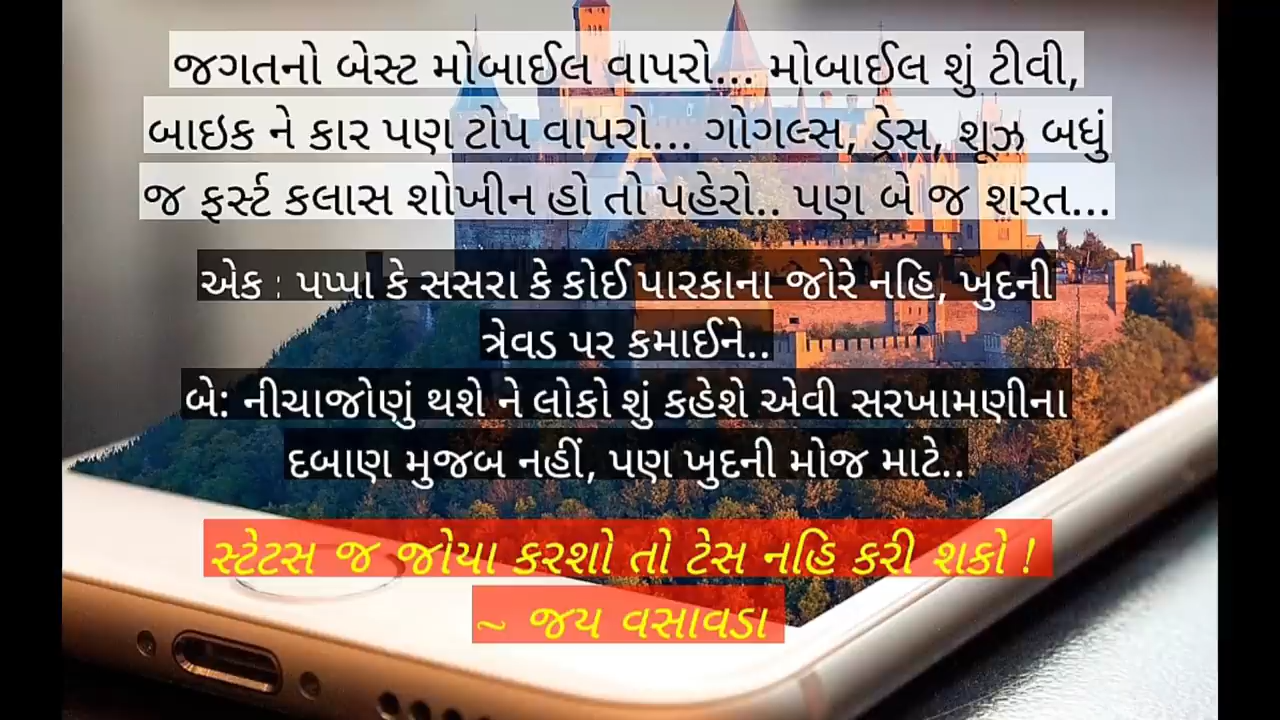 જગતનો બેસ્ટ મોબાઈલ વાપરો... મોબાઈલ શું ટીવી,
બાઇક ને કાર પણ ટોપ વાપરો... ગોગલ્સ, ડ્રેસ, શૂઝ બધું
જ ફર્સ્ટ કલાસ શોખીન હો તો પહેરો.. પણ બે જ શરત...
એક : પપ્પા કે સસરા કે કોઈ પારકાના જોરે નહિ, ખુદની
ત્રેવડ પર કમાઈને..
બે: નીચાજોણું થશે ને લોકો શું કહેશે એવી સરખામણીના
દબાણ મુજબ નહીં, પણ ખુદની મોજ માટે..
સ્ટેટસ જ જોયા કરશો તો ટેસ નહિ કરી શકો !
~ જય વસાવડા